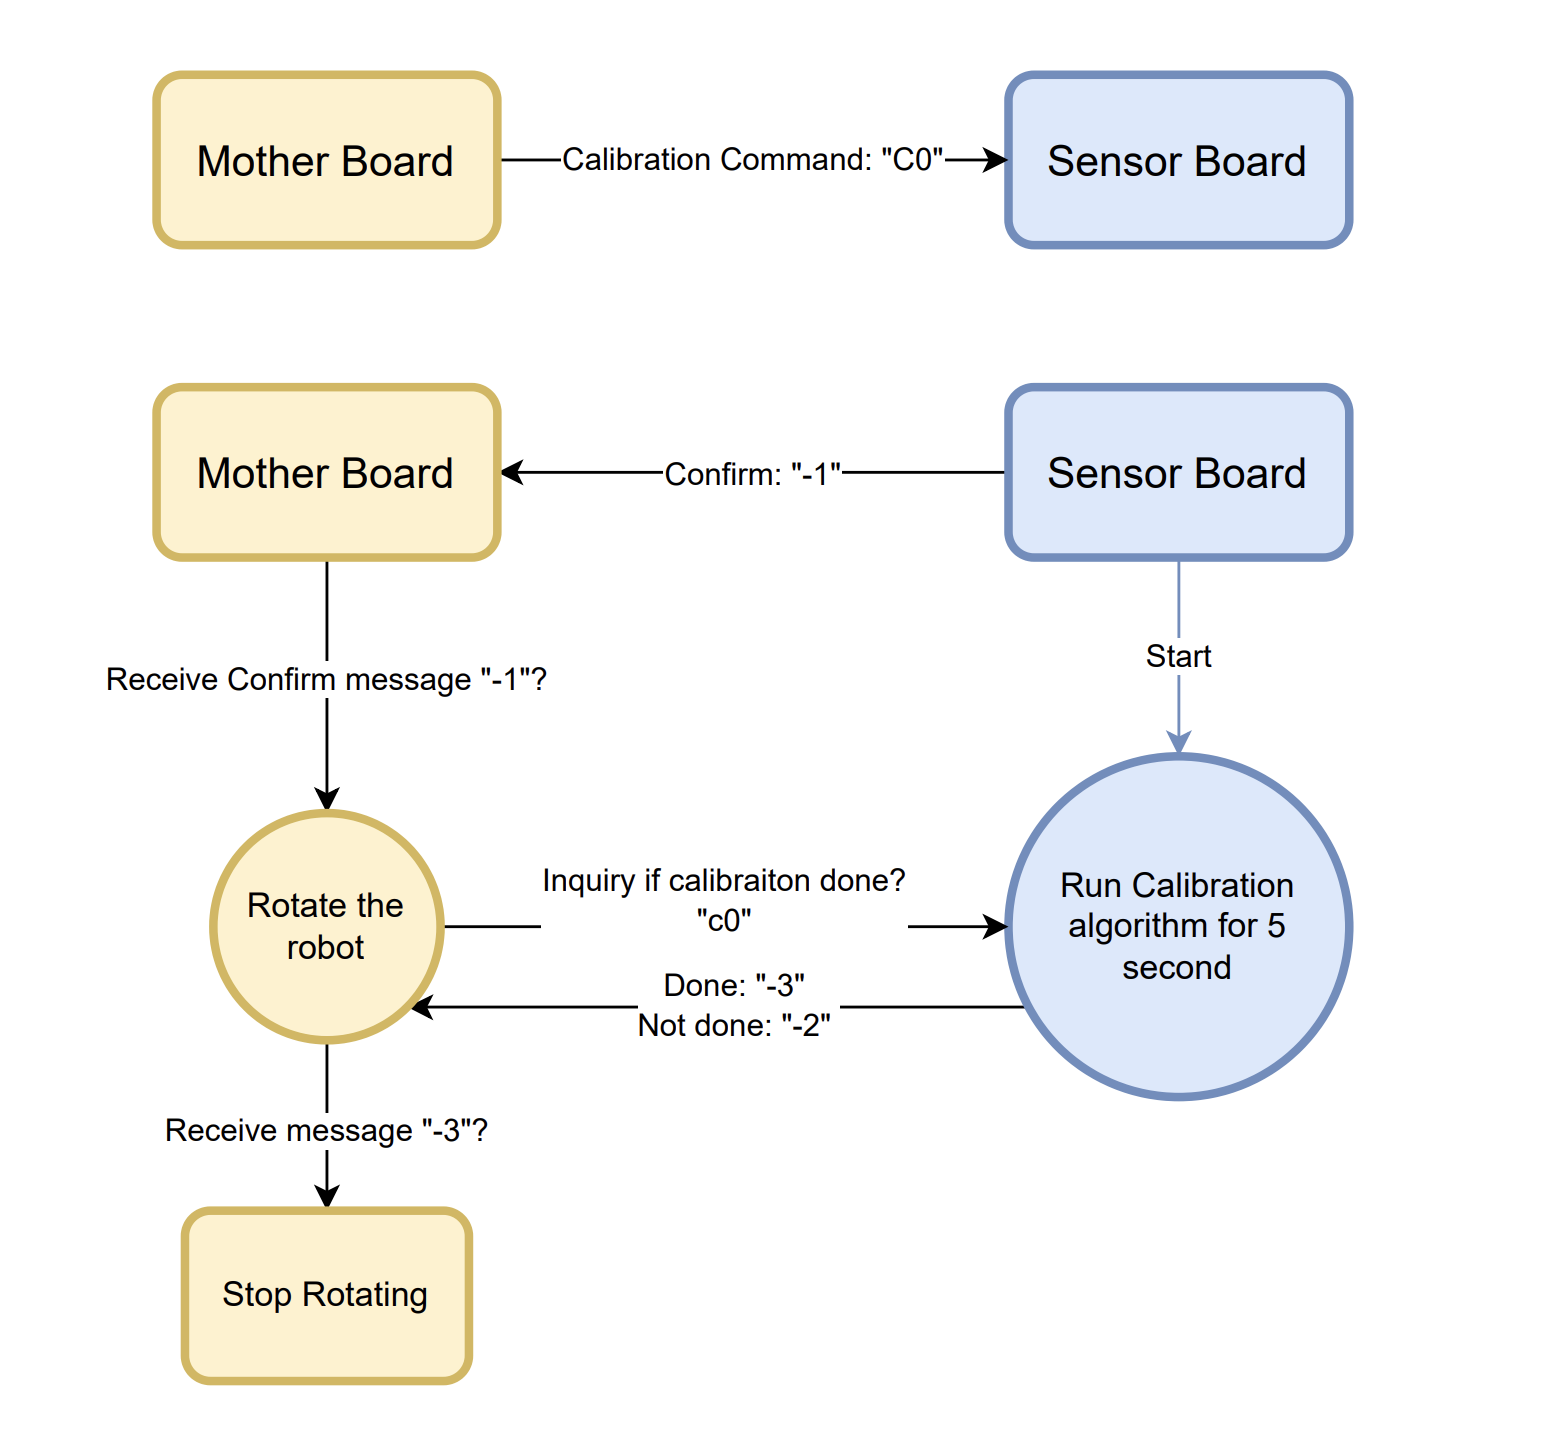 Mother Board
Calibration Command: "C0"
Sensor Board
Mother Board
Confirm: "-1"
Sensor Board
Receive Confirm message "-1"?
Start
Rotate the
robot
Inquiry if calibraiton done?
"c0"
Run Calibration
algorithm for 5
second
Done: "-3"
Not done: "-2"
Receive message "-3"?
Stop Rotating